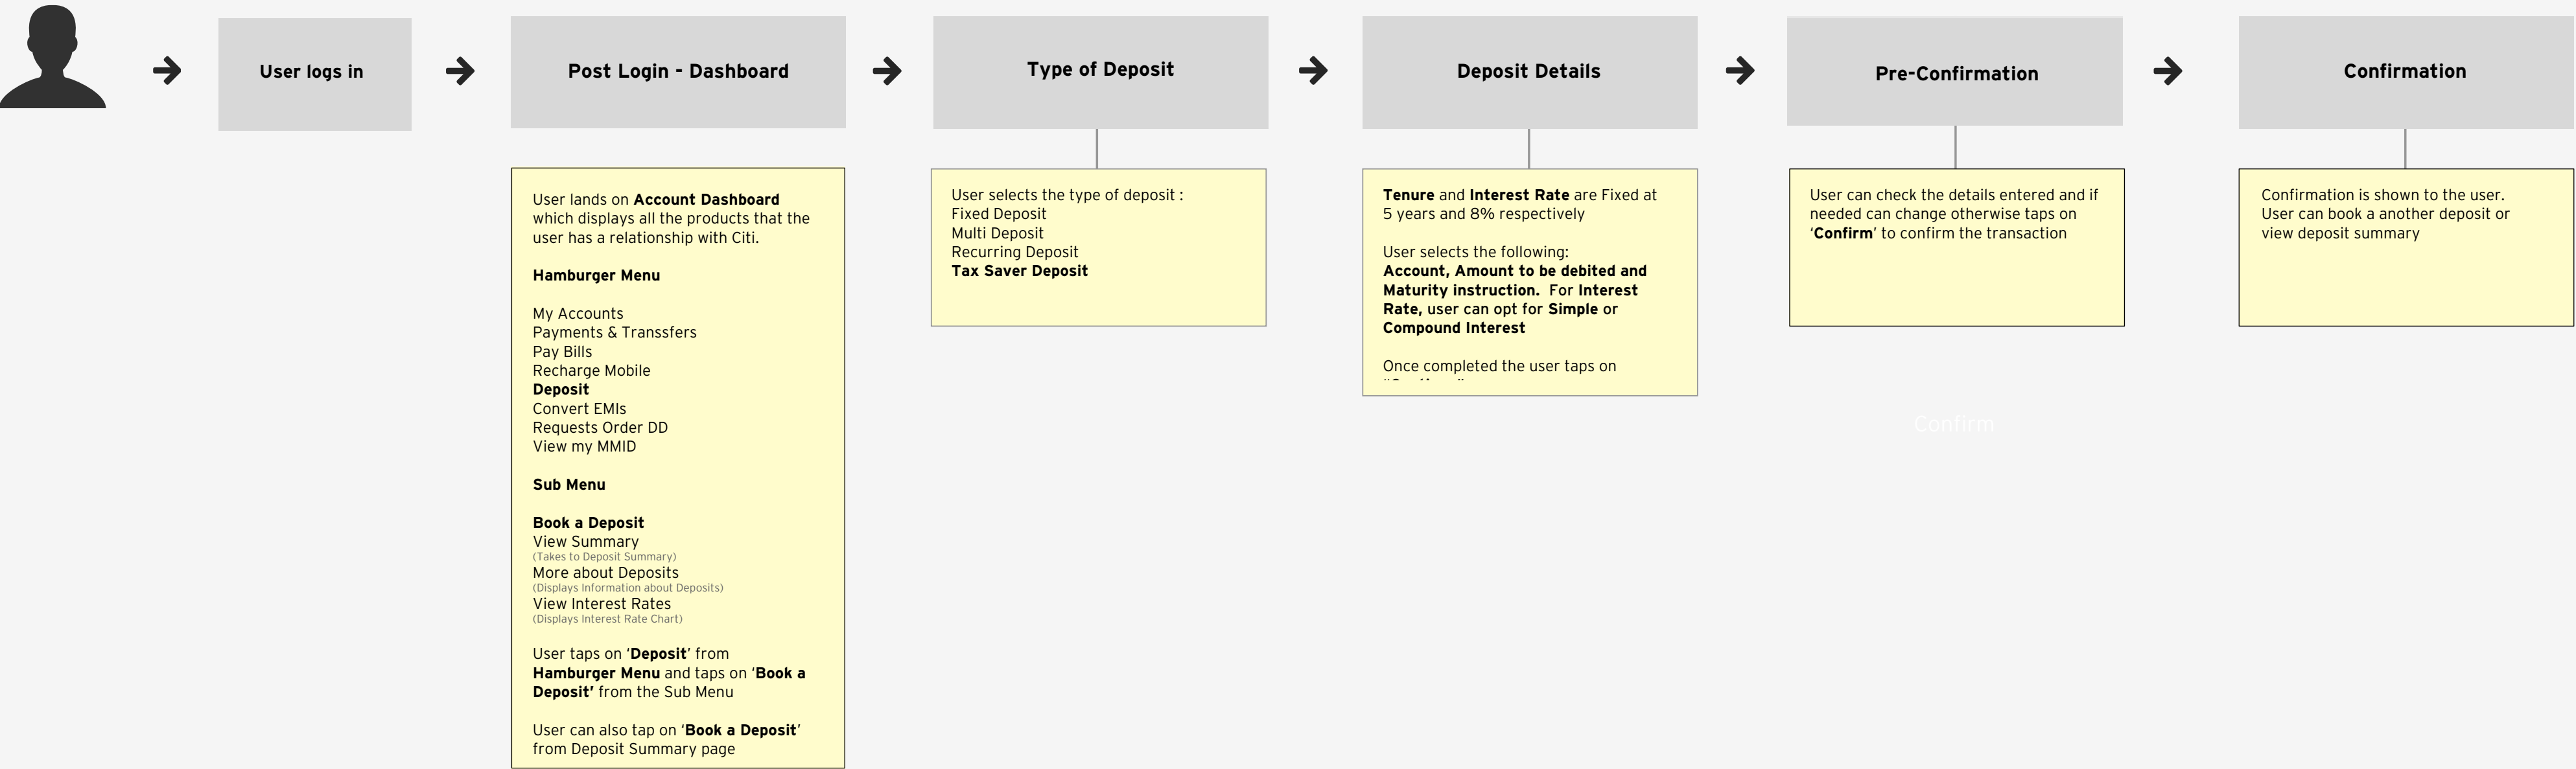 User logs in
Post Login - Dashboard
Type of Deposit
Deposit Details
Pre-Confirmation
Confirmation
User lands on Account Dashboard
which displays all the products that the
user has a relationship with Citi.
Hamburger Menu
My Accounts
Payments & Transsfers
Pay Bills
Recharge Mobile
Deposit
Convert EMIs
Requests Order DD
View my MMID
Sub Menu
Book a Deposit
View Summary
(Takes to Deposit Summary)
More about Deposits
(Displays Information about Deposits)
View Interest Rates
(Displays Interest Rate Chart)
User taps on ‘Deposit’ from
Hamburger Menu and taps on ‘Book a
Deposit’ from the Sub Menu
User can also tap on ‘Book a Deposit’
from Deposit Summary page
User selects the type of deposit :
Fixed Deposit
Multi Deposit
Recurring Deposit
Tax Saver Deposit
Tenure and Interest Rate are Fixed at
5 years and 8% respectively
User selects the following:
Account, Amount to be debited and
Maturity instruction. For Interest
Rate, user can opt for Simple or
Compound Interest
Once completed the user taps on
User can check the details entered and if
needed can change otherwise taps on
‘Confirm’ to confirm the transaction
Confirm
Confirmation is shown to the user.
User can book a another deposit or
view deposit summary